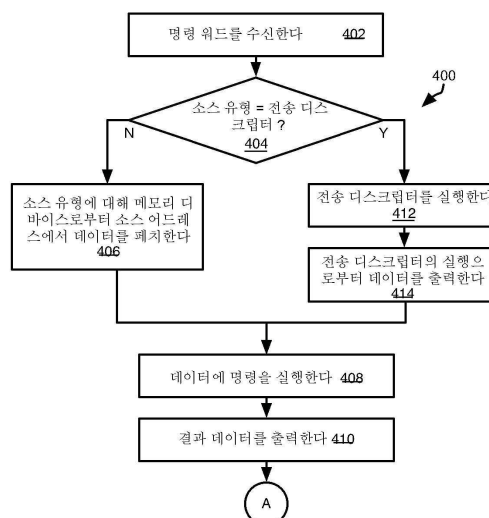 명령 워드를 수신한다 402
400
소스 유형 = 전송 디스
크립터 ?
404
N
Y
소스 유형에 대해 메모리 디
바이스로부터 소스 어드레
스에서 데이터를 페치한다
406
전송 디스크립터를 실행한다
412
전송 디스크립터의 실행으
로부터 데이터를 출력한다
414
데이터에 명령을 실행한다 408
결과 데이터를 출력한다 410
A